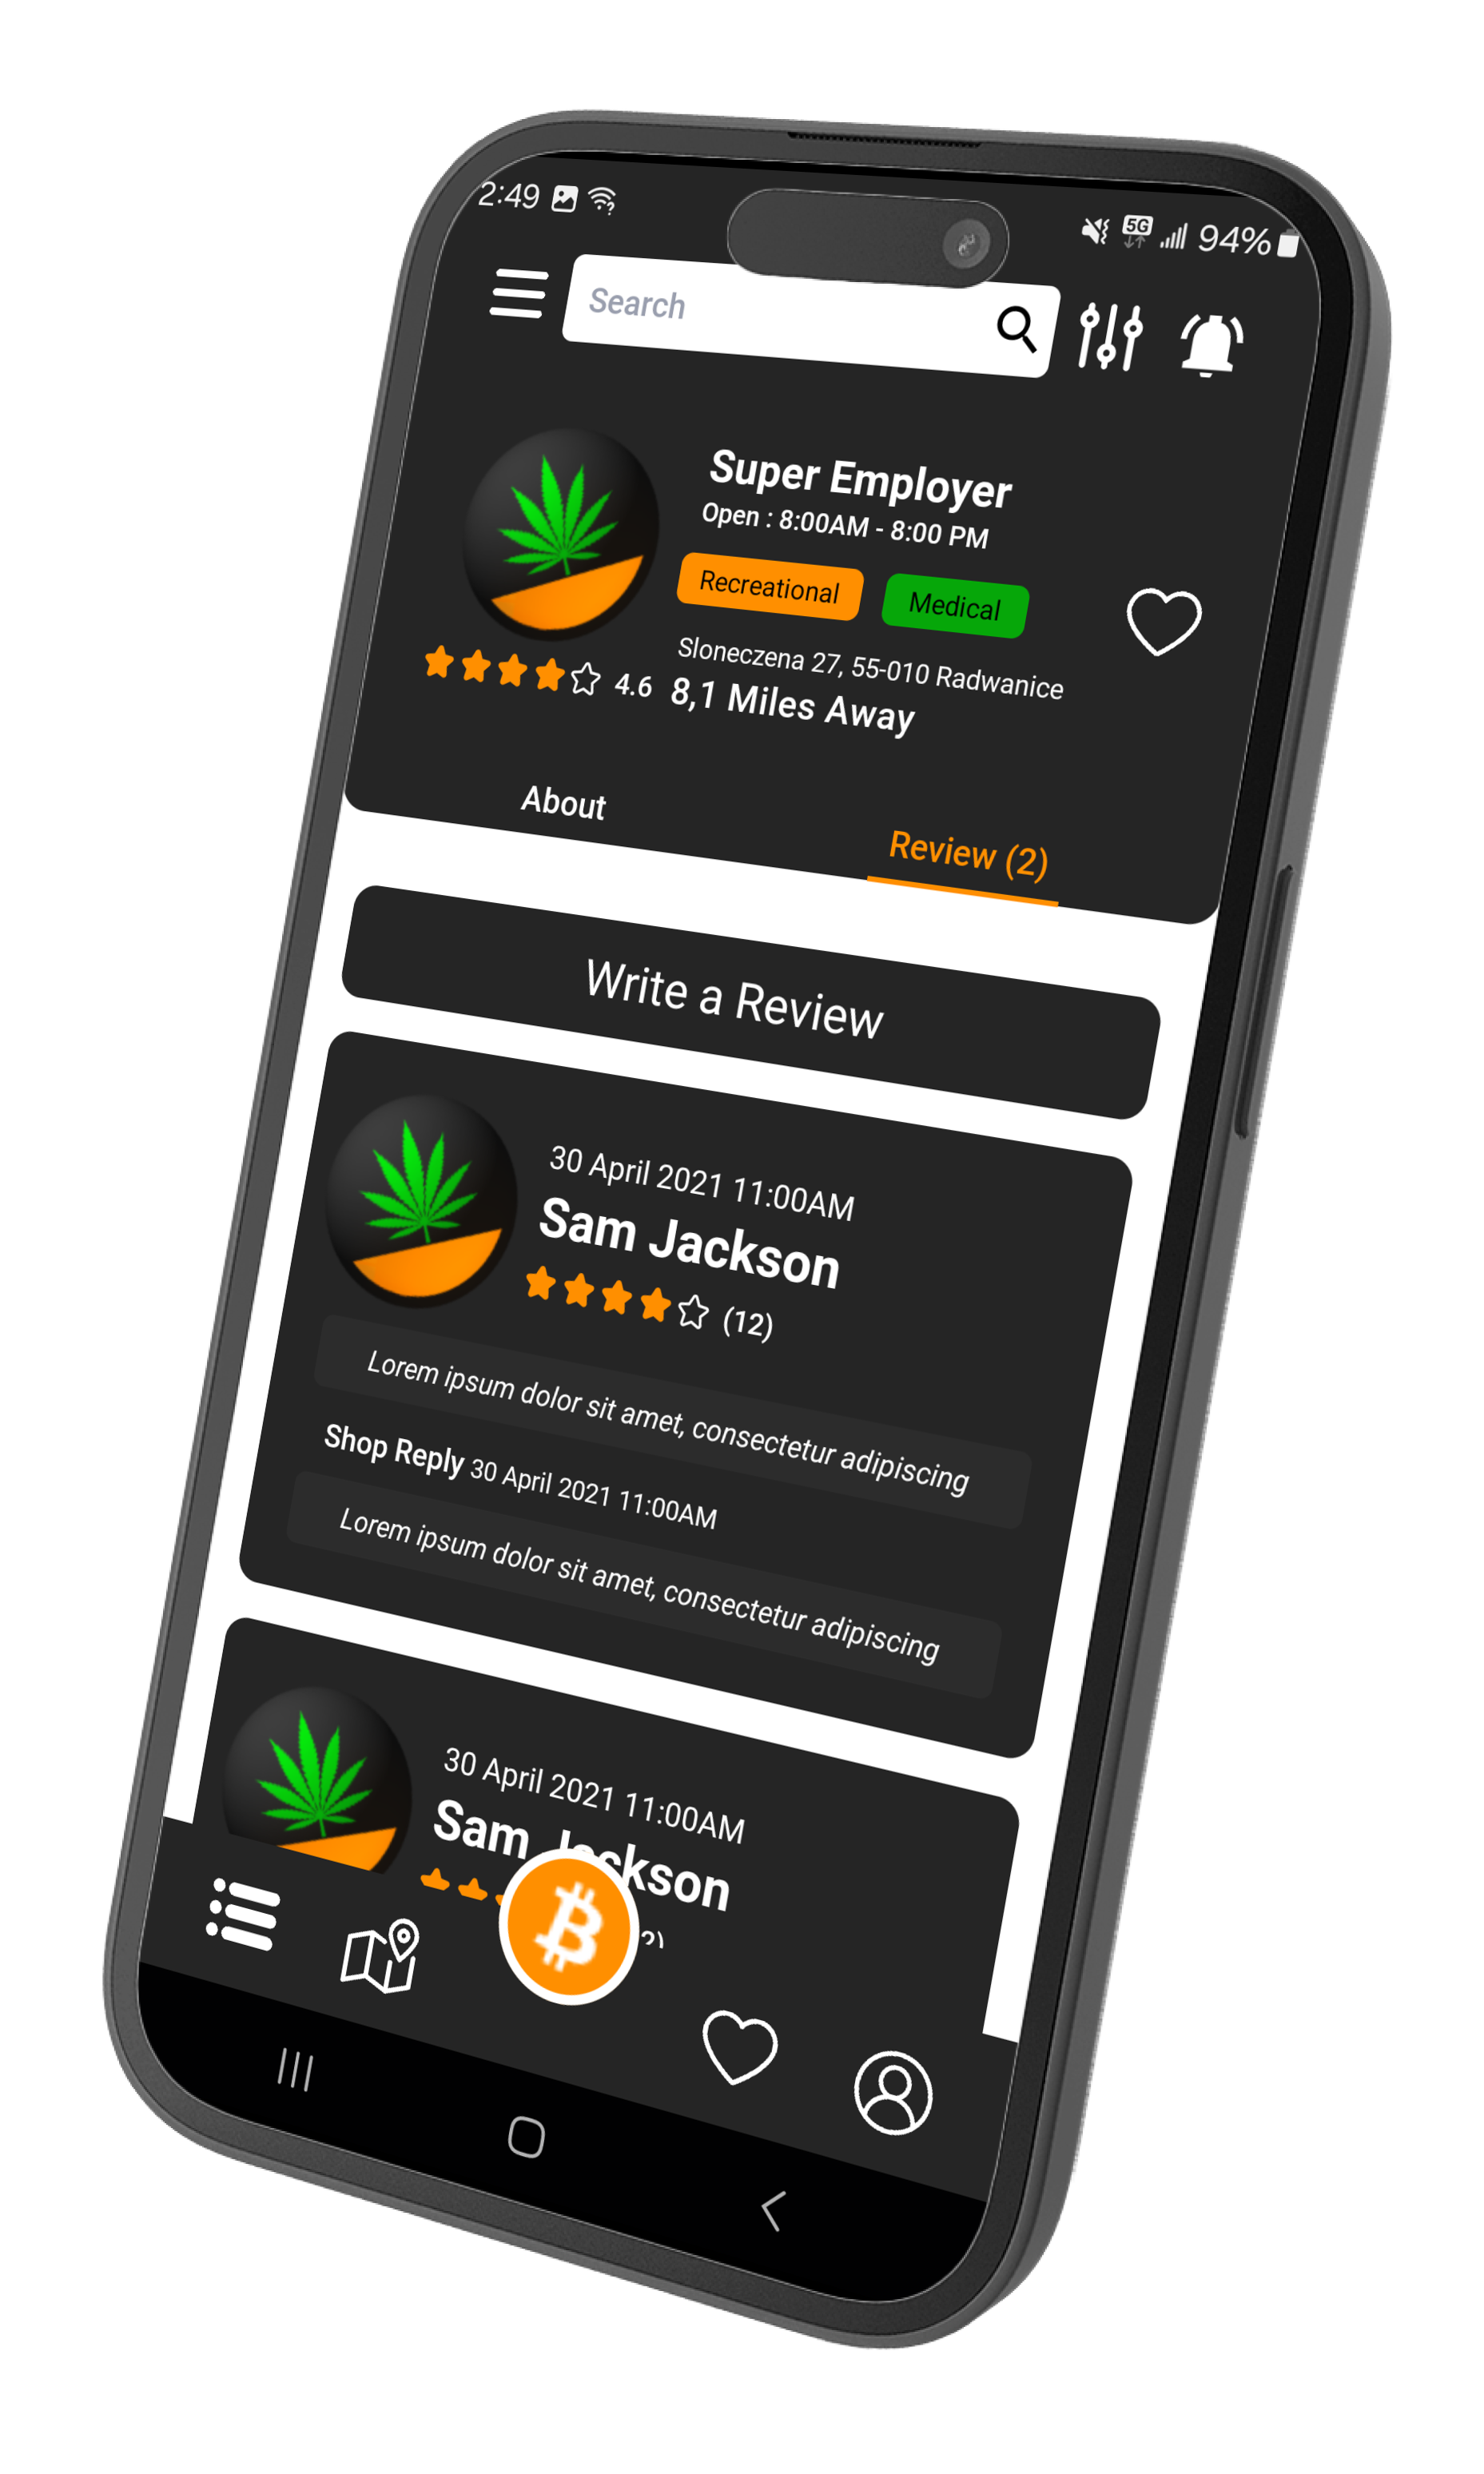 2:49 5G 94%
Search
Super Employer
Open : 8:00AM - 8:00 PM
Recreational Medical
Sloneczena 27, 55-010 Radwanice
4.6 8,1 Miles Away
About Review (2)
Write a Review
30 April 2021 11:00AM
Sam Jackson
(12)
Lorem ipsum dolor sit amet, consectetur adipiscing
Shop Reply 30 April 2021 11:00AM
Lorem ipsum dolor sit amet, consectetur adipiscing
30 April 2021 11:00AM
Sam Jackson